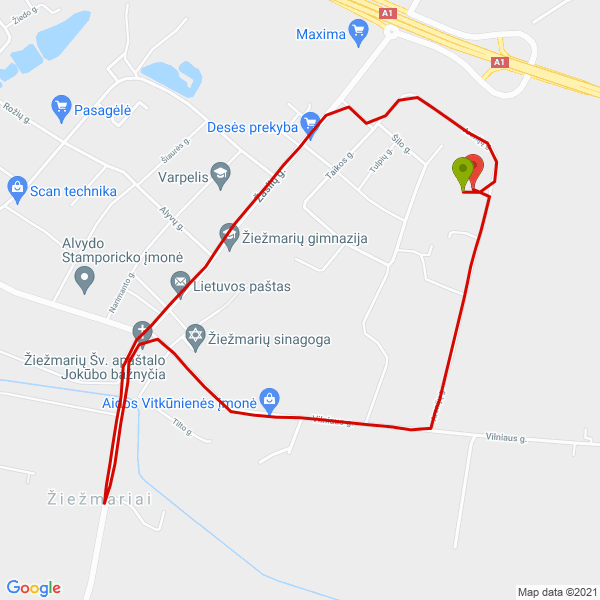 Žiedo g.
A1
Maxima
A1
Rožių g.
Pasagėlė
Desės prekyba
Šiaurės g.
Šilo g.
Taikos g.
Tulpių g.
Varpelis
Žaslių g.
Scan technika
Alyvų g.
Žiežmarių gimnazija
Alvydo
Stamporicko įmonė
Narimanto g.
Lietuvos paštas
Žiežmarių sinagoga
Žiežmarių Šv. apaštalo
Jokūbo bažnyčia
Aidos Vitkūnienės įmonė
Tilto g.
Vilniaus g.
Vilniaus g.
Žiežmariai
Google
Map data ©2021